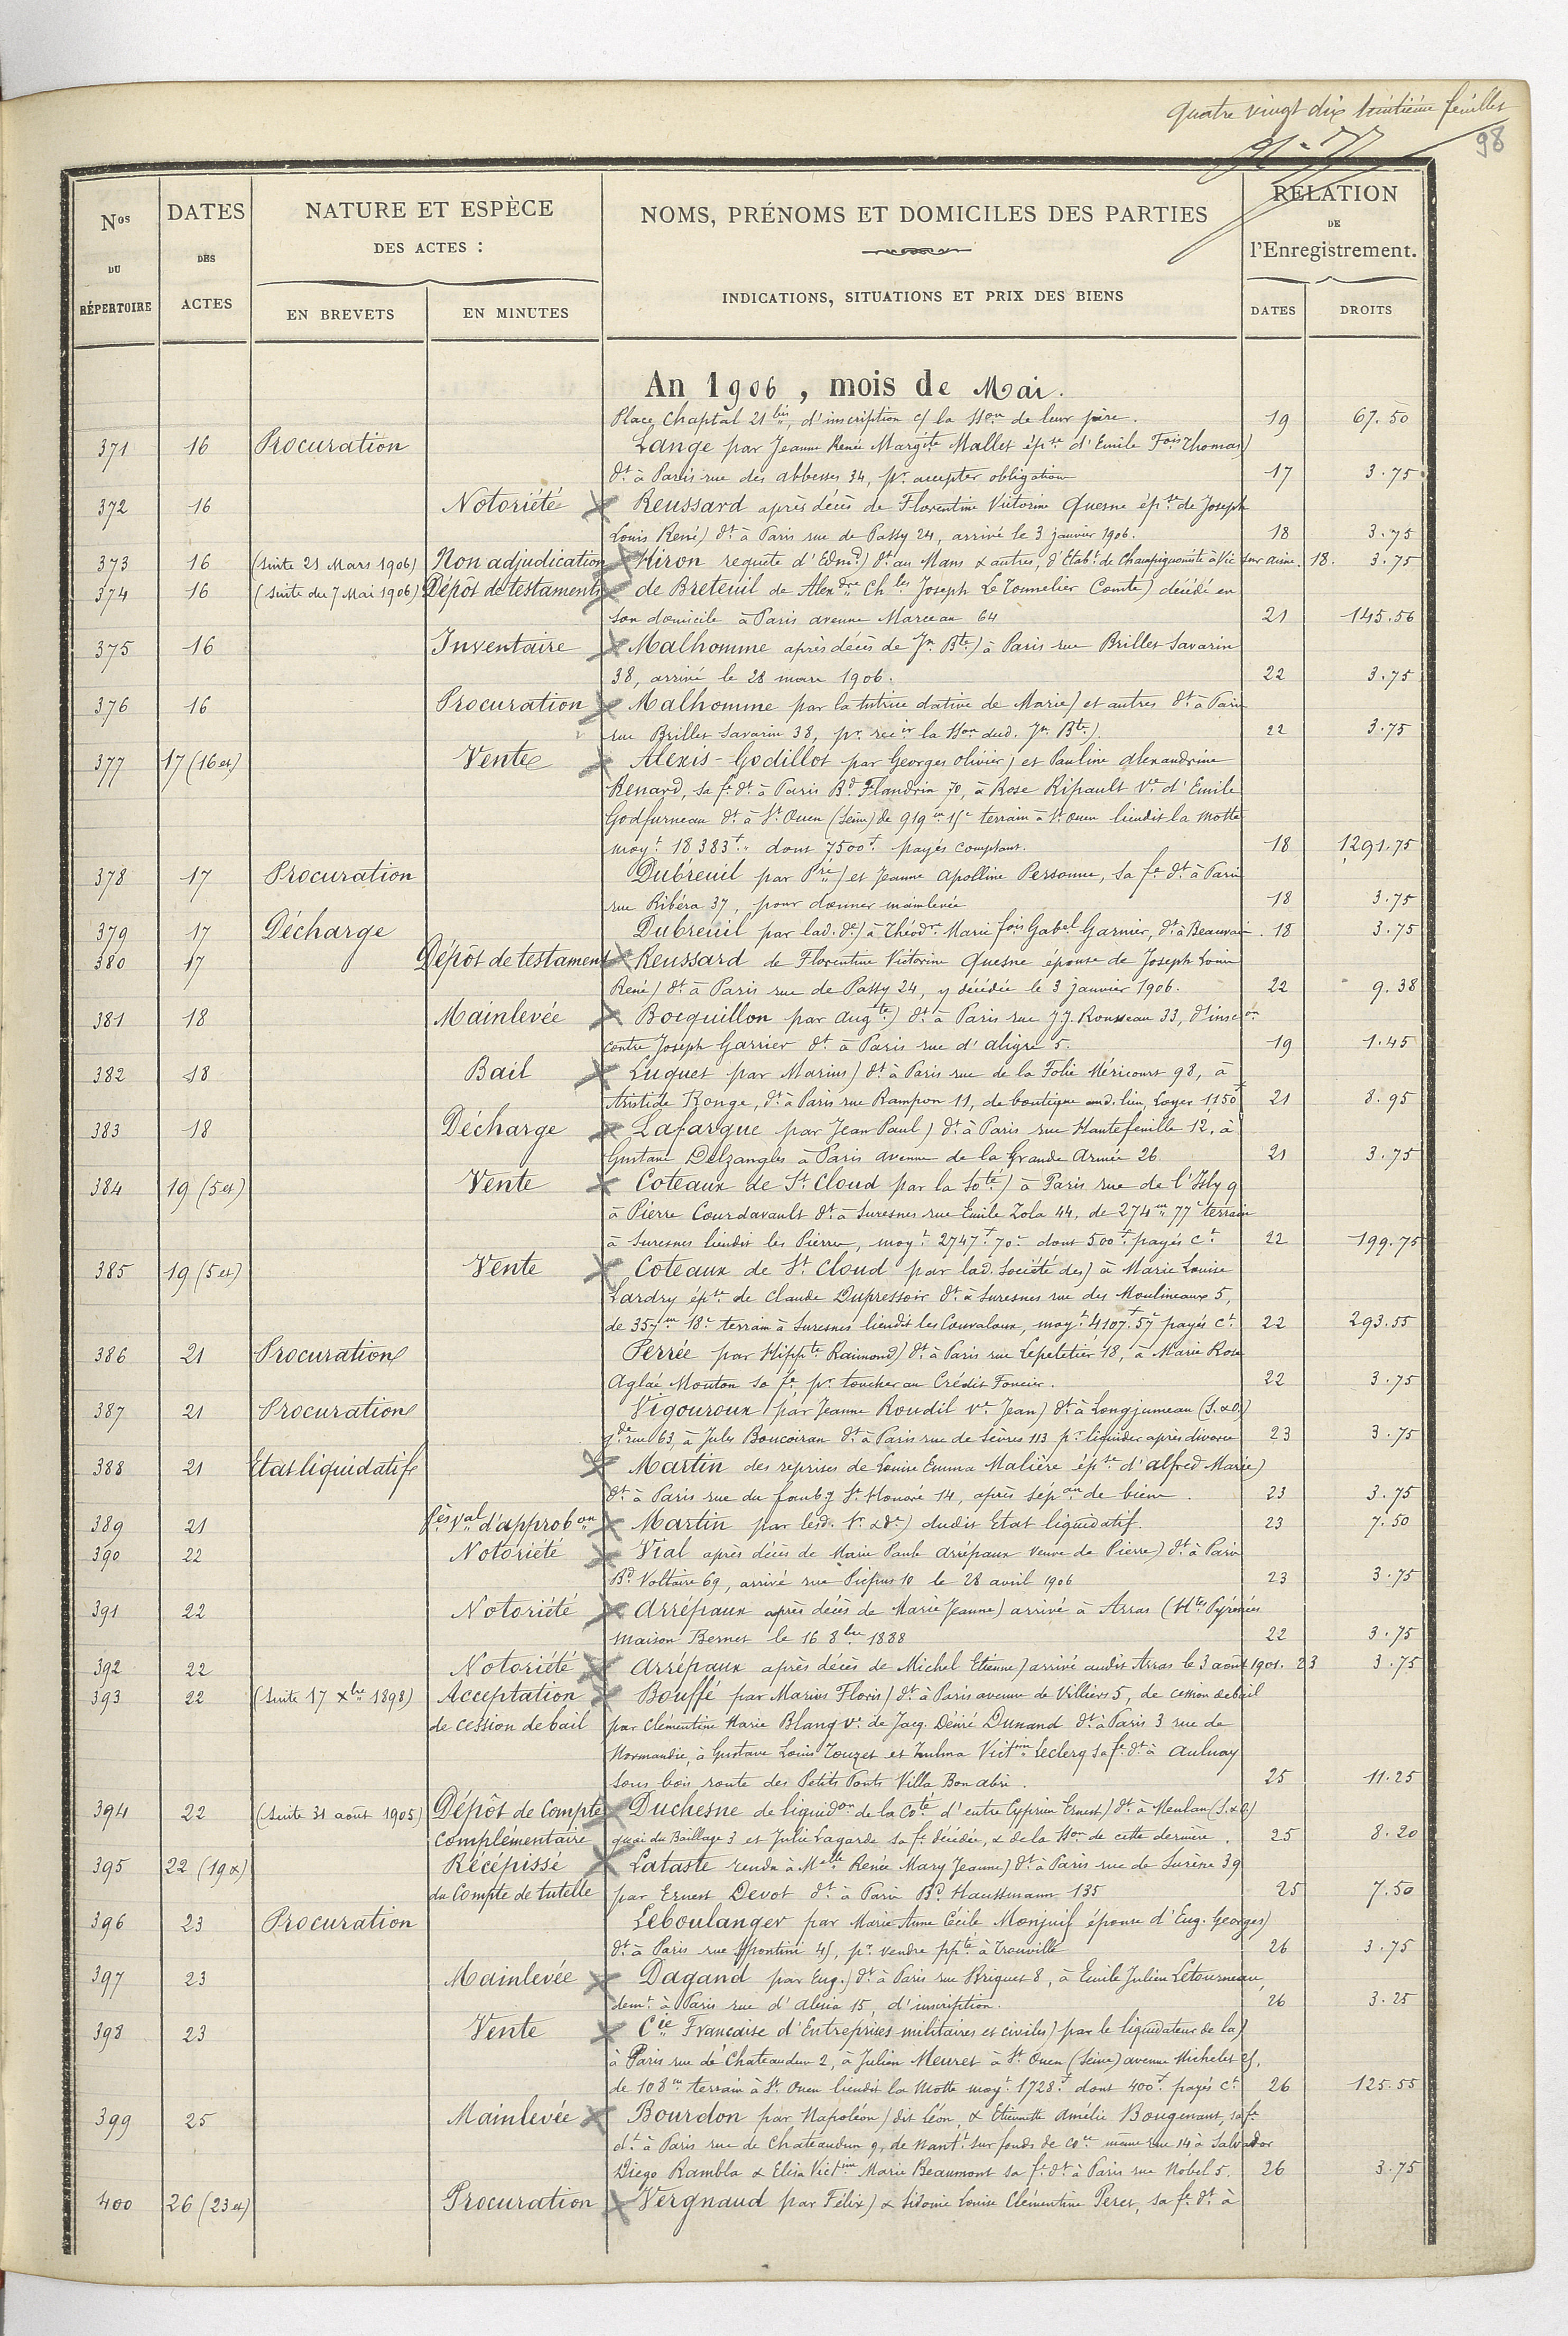 Quatre vingt dix huitième feuillet
98
Nos DU RÉPERTOIRE
DATES DES ACTES
NATURE ET ESPÈCE DES ACTES :
EN BREVETS
EN MINUTES
NOMS, PRÉNOMS ET DOMICILES DES PARTIES
INDICATIONS, SITUATIONS ET PRIX DES BIENS
RELATION DE l'Enregistrement.
DATES
DROITS
An 1906, mois de Mai.
Place Chaptal 21 bis, d'inscription c/ la Son de leur père. 19 67.50
371 16 Procuration Lange par Jeanne Renée Margte Mallet épse d'Emile Fois Thomas)
dt à Paris rue des abbesses 34, pr accepter obligation 17 3.75
372 16 Notoriété Reussard après décès de Florentine Victorine Quesne épse de Joseph
Louis René) dt à Paris rue de Passy 24, arrivé le 3 janvier 1906. 18 3.75
373 16 (suite 21 Mars 1906) Non adjudication Hiron requete d'Edmd) dt au Mans & autres, d'Etabt de Champignoniste à Vic sur aisne. 18. 3.75
374 16 (suite du 7 Mai 1906) Dépôt de testaments de Breteuil de Alexdre Chles Joseph Le Tonnelier Comte) décédé en
son domicile à Paris avenue Marceau 64 21 145.56
375 16 Inventaire Malhomme après décès de Jn Bte) à Paris rue Brillet Savarin
38, arrivé le 28 mars 1906. 22 3.75
376 16 Procuration Malhomme par la tutrice dative de Marie) et autres dt à Paris
rue Brillet Savarin 38, pr recir la Son dud. Jn Bte). 22 3.75
377 17 (16 et) Vente Alexis-Godillot par Georges olivier) et Pauline alexandrine
Renard, sa fe dt à Paris Bd Flandrin 70, à Rose Ripault Ve d'Emile
Godfurneau dt à St Ouen (Seine) de 919m 15c terrain à St ouen lieudit la Motte
moyt 18383f " dont 7500f payés comptant. 18 1291.75
378 17 Procuration Dubreuil par Pre) et Jeanne apolline Personne, sa fe dt à Paris
rue Ribéra 37, pour donner mainlevée 18 3.75
379 17 Décharge Dubreuil par lad. de) à Théodre Marie fois Gabel Garnier, dt à Beauvais. 18 3.75
380 17 Dépôt de testament Reussard de Florentine Victorine Quesne épouse de Joseph Louis
René) dt à Paris rue de Passy 24, y décédée le 3 janvier 1906. 22 9.38
381 18 Mainlevée Bocquillon par augte) dt à Paris rue J.J. Rousseau 33, d'inscon
contre Joseph Garrier dt à Paris rue d'aligre 5. 19 1.45
382 18 Bail Luquet par Marius) dt à Paris rue de la Folie Méricourt 98, à
Aristide Ronge, dt à Paris rue Rampon 11, de boutique aud. lieu, Loyer 1150f 21 8.95
383 18 Décharge Lafargue par Jean Paul) dt à Paris rue Hautefeuille 12, à
Gustave Delzangles à Paris avenue de la Grande Armée 26 21 3.75
384 19 (5 et) Vente Coteaux de St Cloud par la Soté) à Paris rue de l'Isly 9
à Pierre Courdavault dt à Suresnes rue Emile Zola 44, de 274m 77c terrain
à Suresnes lieudit les Pierres, moyt 2747f 70c dont 500f payés ct 22 199.75
385 19 (5 et) Vente Coteaux de St Cloud par lad. Société des) à Marie Louise
Lardry épse de Claude Dupressoir dt à Suresnes rue des Moulineaux 5,
de 357m 18c terrain à Suresnes lieudit les Couvaloux, moyt 4107f 57 payés ct 22 293.55
386 21 Procuration Perrée par Hippte Raimond) dt à Paris rue Lepeletier 18, à Marie Rose
Aglaé Mouton sa fe pr toucher au Crédit Foncier. 22 3.75
387 21 Procuration Vigouroux par Jeanne Roudil ve Jean) dt à Longjumeau (S.&O.)
gde rue 63, à Jules Boucoiran dt à Paris rue de Sèvres 113 pr liquider après divorce 23 3.75
388 21 Etat liquidatif Martin des reprises de Louise Emma Malière épse d'alfred Marie)
dt à Paris rue du faubg St Honoré 14, après sépon de biens. 23 3.75
389 21 Pcès val d'approbon Martin par lesd. Sr & de) dudit Etat liquidatif. 23 7.50
390 22 Notoriété Vial après décès de Marie Paule Arrépaux veuve de Pierre) dt à Paris
Bd Voltaire 69, arrivé rue Picpus 10 le 28 avril 1906 23 3.75
391 22 Notoriété Arrépaux après décès de Marie Jeanne) arrivé à Arras (Htes Pyrénées
maison Bernet le 16 8bre 1888 22 3.75
392 22 Notoriété Arrépaux après décès de Michel Etienne) arrivé audit Arras le 3 août 1901. 23 3.75
393 22 (suite 17 Xbre 1898) Acceptation Bouffé par Marius Floris) dt à Paris avenue de Villiers 5, de cession de bail
de cession de bail par Clémentine Marie Blang ve de Jacq. Désiré Dunand dt à Paris 3 rue de
Normandie, à Gustave Louis Touzet et Zulma Victine Leclerq sa fe dt à Aulnay
sous bois route des Petits Ponts Villa Bon abri. 25 11.25
394 22 (suite 31 août 1905) Dépôt de Compte Duchesne de liquidon de la coté d'entre Cyprien Ernest) dt à Meulan (S.&O.)
complémentaire quai du Baillage 3 et Julie Lagarde sa fe décédée, & de la Son de cette dernière. 25 8.20
395 22 (19 &) Récépissé Lataste rendu à Melle Renée Mary Jeanne) dt à Paris rue de Surène 39
du Compte de tutelle par Ernest Devot dt à Paris Bd Haussmann 135 25 7.50
396 23 Procuration Leboulanger par Marie Anne Cécile Monjuif épouse d'Eug. Georges)
dt à Paris rue Spontini 45, pr vendre ppté à Trouville 26 3.75
397 23 Mainlevée Dagand par Eug.) dt à Paris rue Briquet 8, à Emile Julien Letourneau,
demt à Paris rue d'alésia 15, d'inscription. 26 3.25
398 23 Vente Cie Française d'Entreprises militaires et civiles) par le liquidateur de la)
à Paris rue de Chateaudun 2, à Julien Meuret à St Ouen (Seine) avenue Michelet 25,
de 108m terrain à St Ouen lieudit la Motte moyt 1728f dont 400f payés ct 26 125.55
399 25 Mainlevée Bourdon par Napoléon) dit Léon, & Etiennette Amélie Bougenant, sa fe
dt à Paris rue de Chateaudun 9, de nantt sur fonds de coce même rue 14 à Salvador
Diego Rambla & Elisa Victine Marie Beaumont sa fe dt à Paris rue Nobel 5. 26 3.75
400 26 (23 et) Procuration Vergnaud par Félix) & Sidonie Louise Clémentine Peret, sa fe dt à